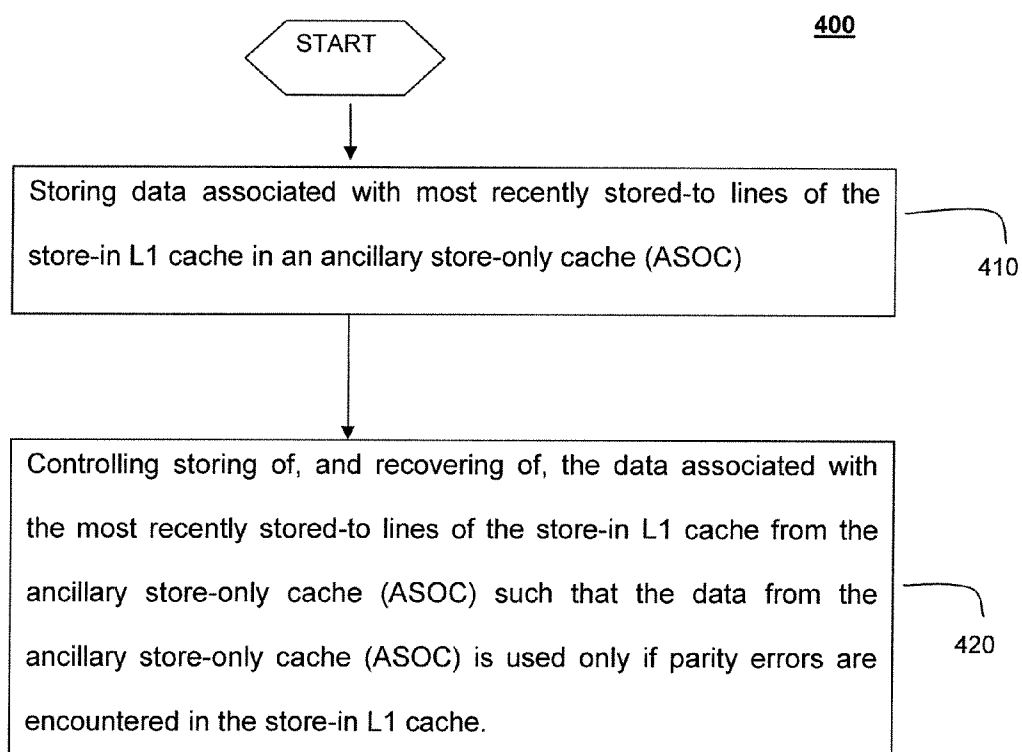 400
START
Storing data associated with most recently stored-to lines of the
store-in L1 cache in an ancillary store-only cache (ASOC)
410
Controlling storing of, and recovering of, the data associated with
the most recently stored-to lines of the store-in L1 cache from the
ancillary store-only cache (ASOC) such that the data from the
ancillary store-only cache (ASOC) is used only if parity errors are
encountered in the store-in L1 cache.
420